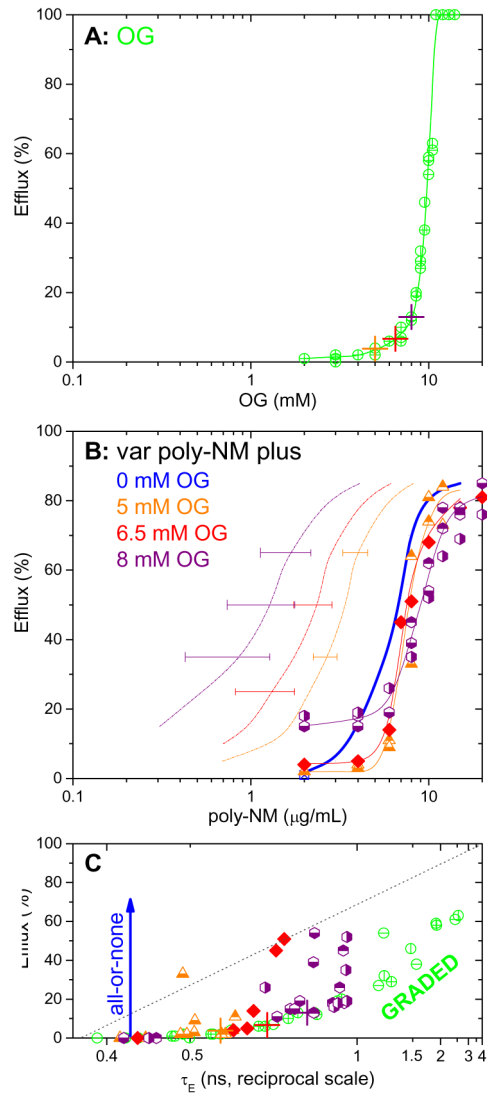 A: OG
100
80
60
40
20
0
Efflux (%)
0.1
1
10
OG (mM)
B: var poly-NM plus
0 mM OG
5 mM OG
6.5 mM OG
8 mM OG
100
80
60
40
20
0
Efflux (%)
0.1
1
10
poly-NM (μg/mL)
C
100
80
60
40
20
0
(%)
all-or-none
GRADED
0.4
0.5
1
1.5
2
3
4
τE (ns, reciprocal scale)